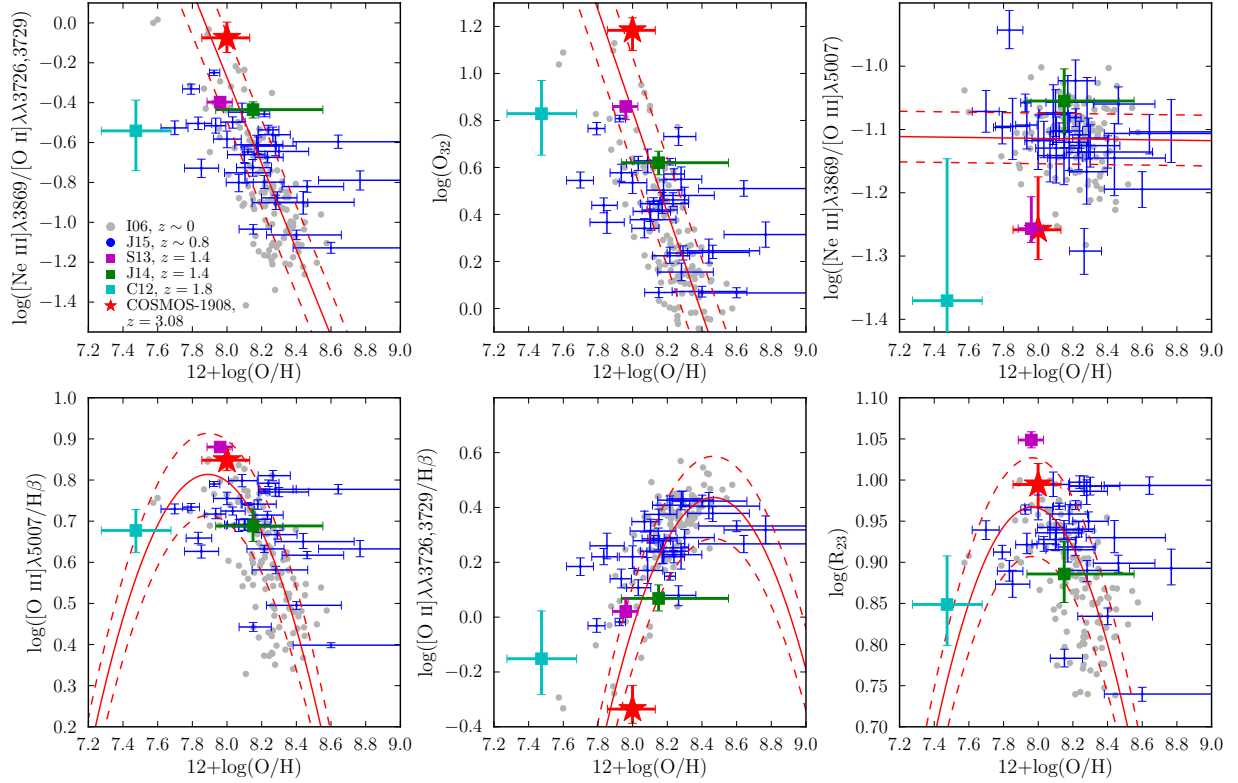 log([Ne III]λ3869/[O II]λλ3726,3729)
0.0
−0.2
−0.4
−0.6
−0.8
−1.0
−1.2
−1.4
I06, z ∼ 0
J15, z ∼ 0.8
S13, z = 1.4
J14, z = 1.4
C12, z = 1.8
COSMOS-1908,
z = 3.08
7.2 7.4 7.6 7.8 8.0 8.2 8.4 8.6 8.8 9.0
12+log(O/H)
log(O32)
1.2
1.0
0.8
0.6
0.4
0.2
0.0
7.2 7.4 7.6 7.8 8.0 8.2 8.4 8.6 8.8 9.0
12+log(O/H)
log([Ne III]λ3869/[O III]λ5007)
−1.0
−1.1
−1.2
−1.3
−1.4
7.2 7.4 7.6 7.8 8.0 8.2 8.4 8.6 8.8 9.0
12+log(O/H)
log([O III]λ5007/Hβ)
1.0
0.9
0.8
0.7
0.6
0.5
0.4
0.3
0.2
7.2 7.4 7.6 7.8 8.0 8.2 8.4 8.6 8.8 9.0
12+log(O/H)
log([O II]λλ3726,3729/Hβ)
0.6
0.4
0.2
0.0
−0.2
−0.4
7.2 7.4 7.6 7.8 8.0 8.2 8.4 8.6 8.8 9.0
12+log(O/H)
log(R23)
1.05
1.00
0.95
0.90
0.85
0.80
0.75
0.70
7.2 7.4 7.6 7.8 8.0 8.2 8.4 8.6 8.8 9.0
12+log(O/H)